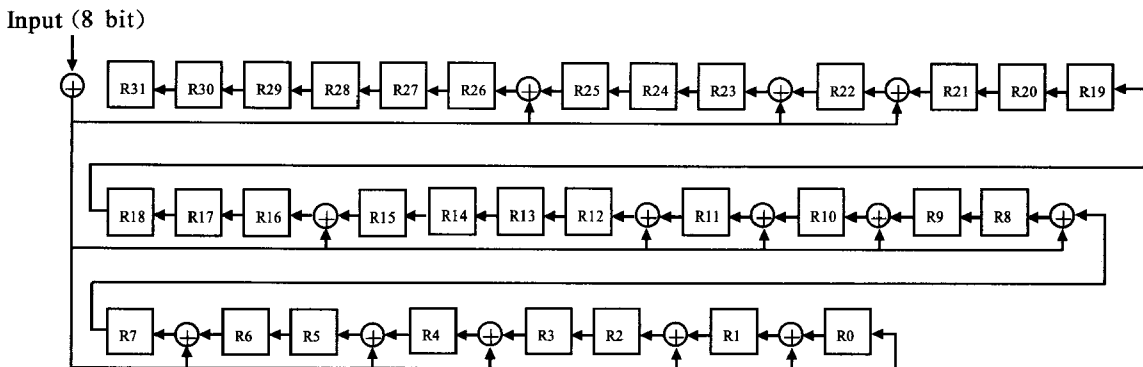 Input (8 bit)
R31 R30 R29 R28 R27 R26 R25 R24 R23 R22 R21 R20 R19
R18 R17 R16 R15 R14 R13 R12 R11 R10 R9 R8
R7 R6 R5 R4 R3 R2 R1 R0